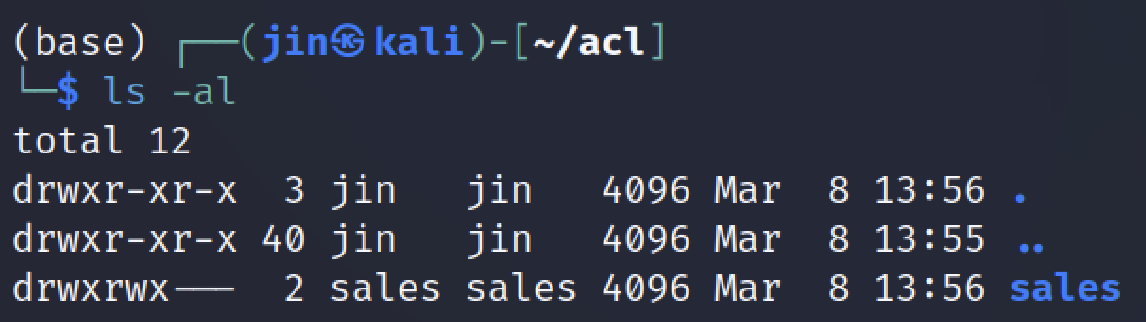 (base) ┌──(jin㉿kali)-[~/acl]
└─$ ls -al
total 12
drwxr-xr-x  3 jin   jin   4096 Mar  8 13:56 .
drwxr-xr-x 40 jin   jin   4096 Mar  8 13:55 ..
drwxrwx---  2 sales sales 4096 Mar  8 13:56 sales